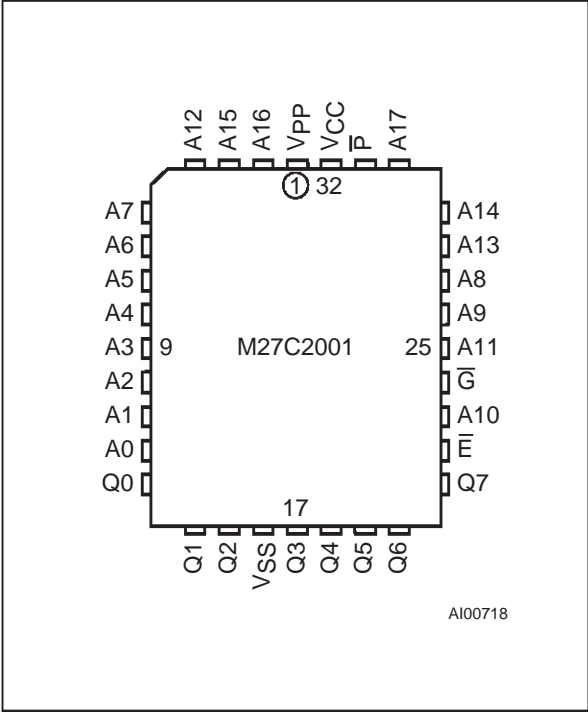 A12 A15 A16 VPP VCC P̅ A17
1 32
A7 A14
A6 A13
A5 A8
A4 A9
A3 9 M27C2001 25 A11
A2 G̅
A1 A10
A0 E̅
Q0 Q7
17
Q1 Q2 VSS Q3 Q4 Q5 Q6
AI00718